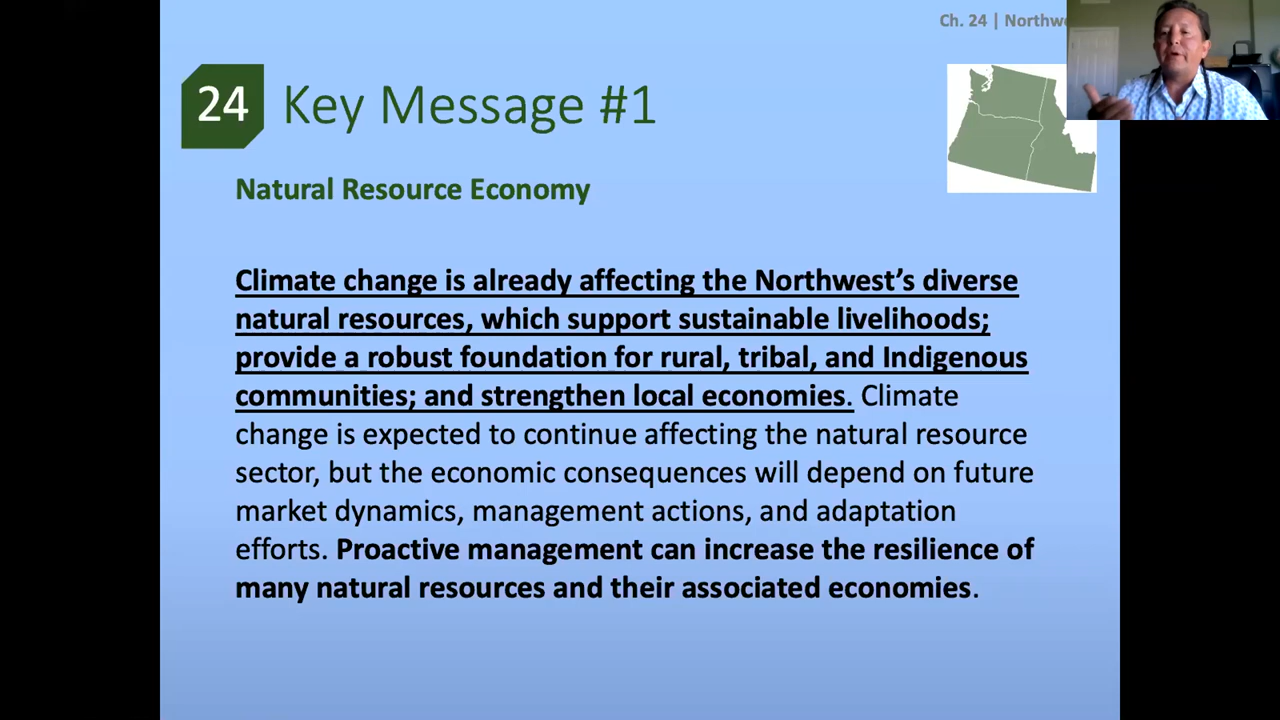 Ch. 24 |
24 Key Message #1
Natural Resource Economy
Climate change is already affecting the Northwest’s diverse
natural resources, which support sustainable livelihoods;
provide a robust foundation for rural, tribal, and Indigenous
communities; and strengthen local economies. Climate
change is expected to continue affecting the natural resource
sector, but the economic consequences will depend on future
market dynamics, management actions, and adaptation
efforts. Proactive management can increase the resilience of
many natural resources and their associated economies.